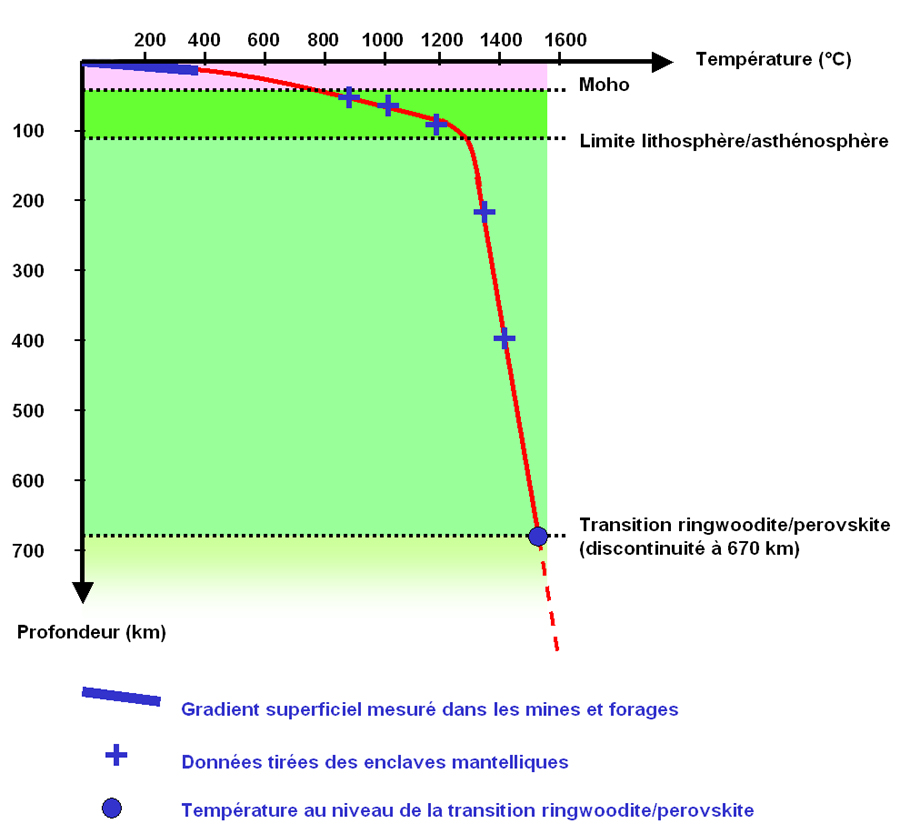 200 400 600 800 1000 1200 1400 1600
Température (°C)
Moho
100
Limite lithosphère/asthénosphère
200
300
400
500
600
Transition ringwoodite/perovskite
(discontinuité à 670 km)
700
Profondeur (km)
Gradient superficiel mesuré dans les mines et forages
Données tirées des enclaves mantelliques
Température au niveau de la transition ringwoodite/perovskite